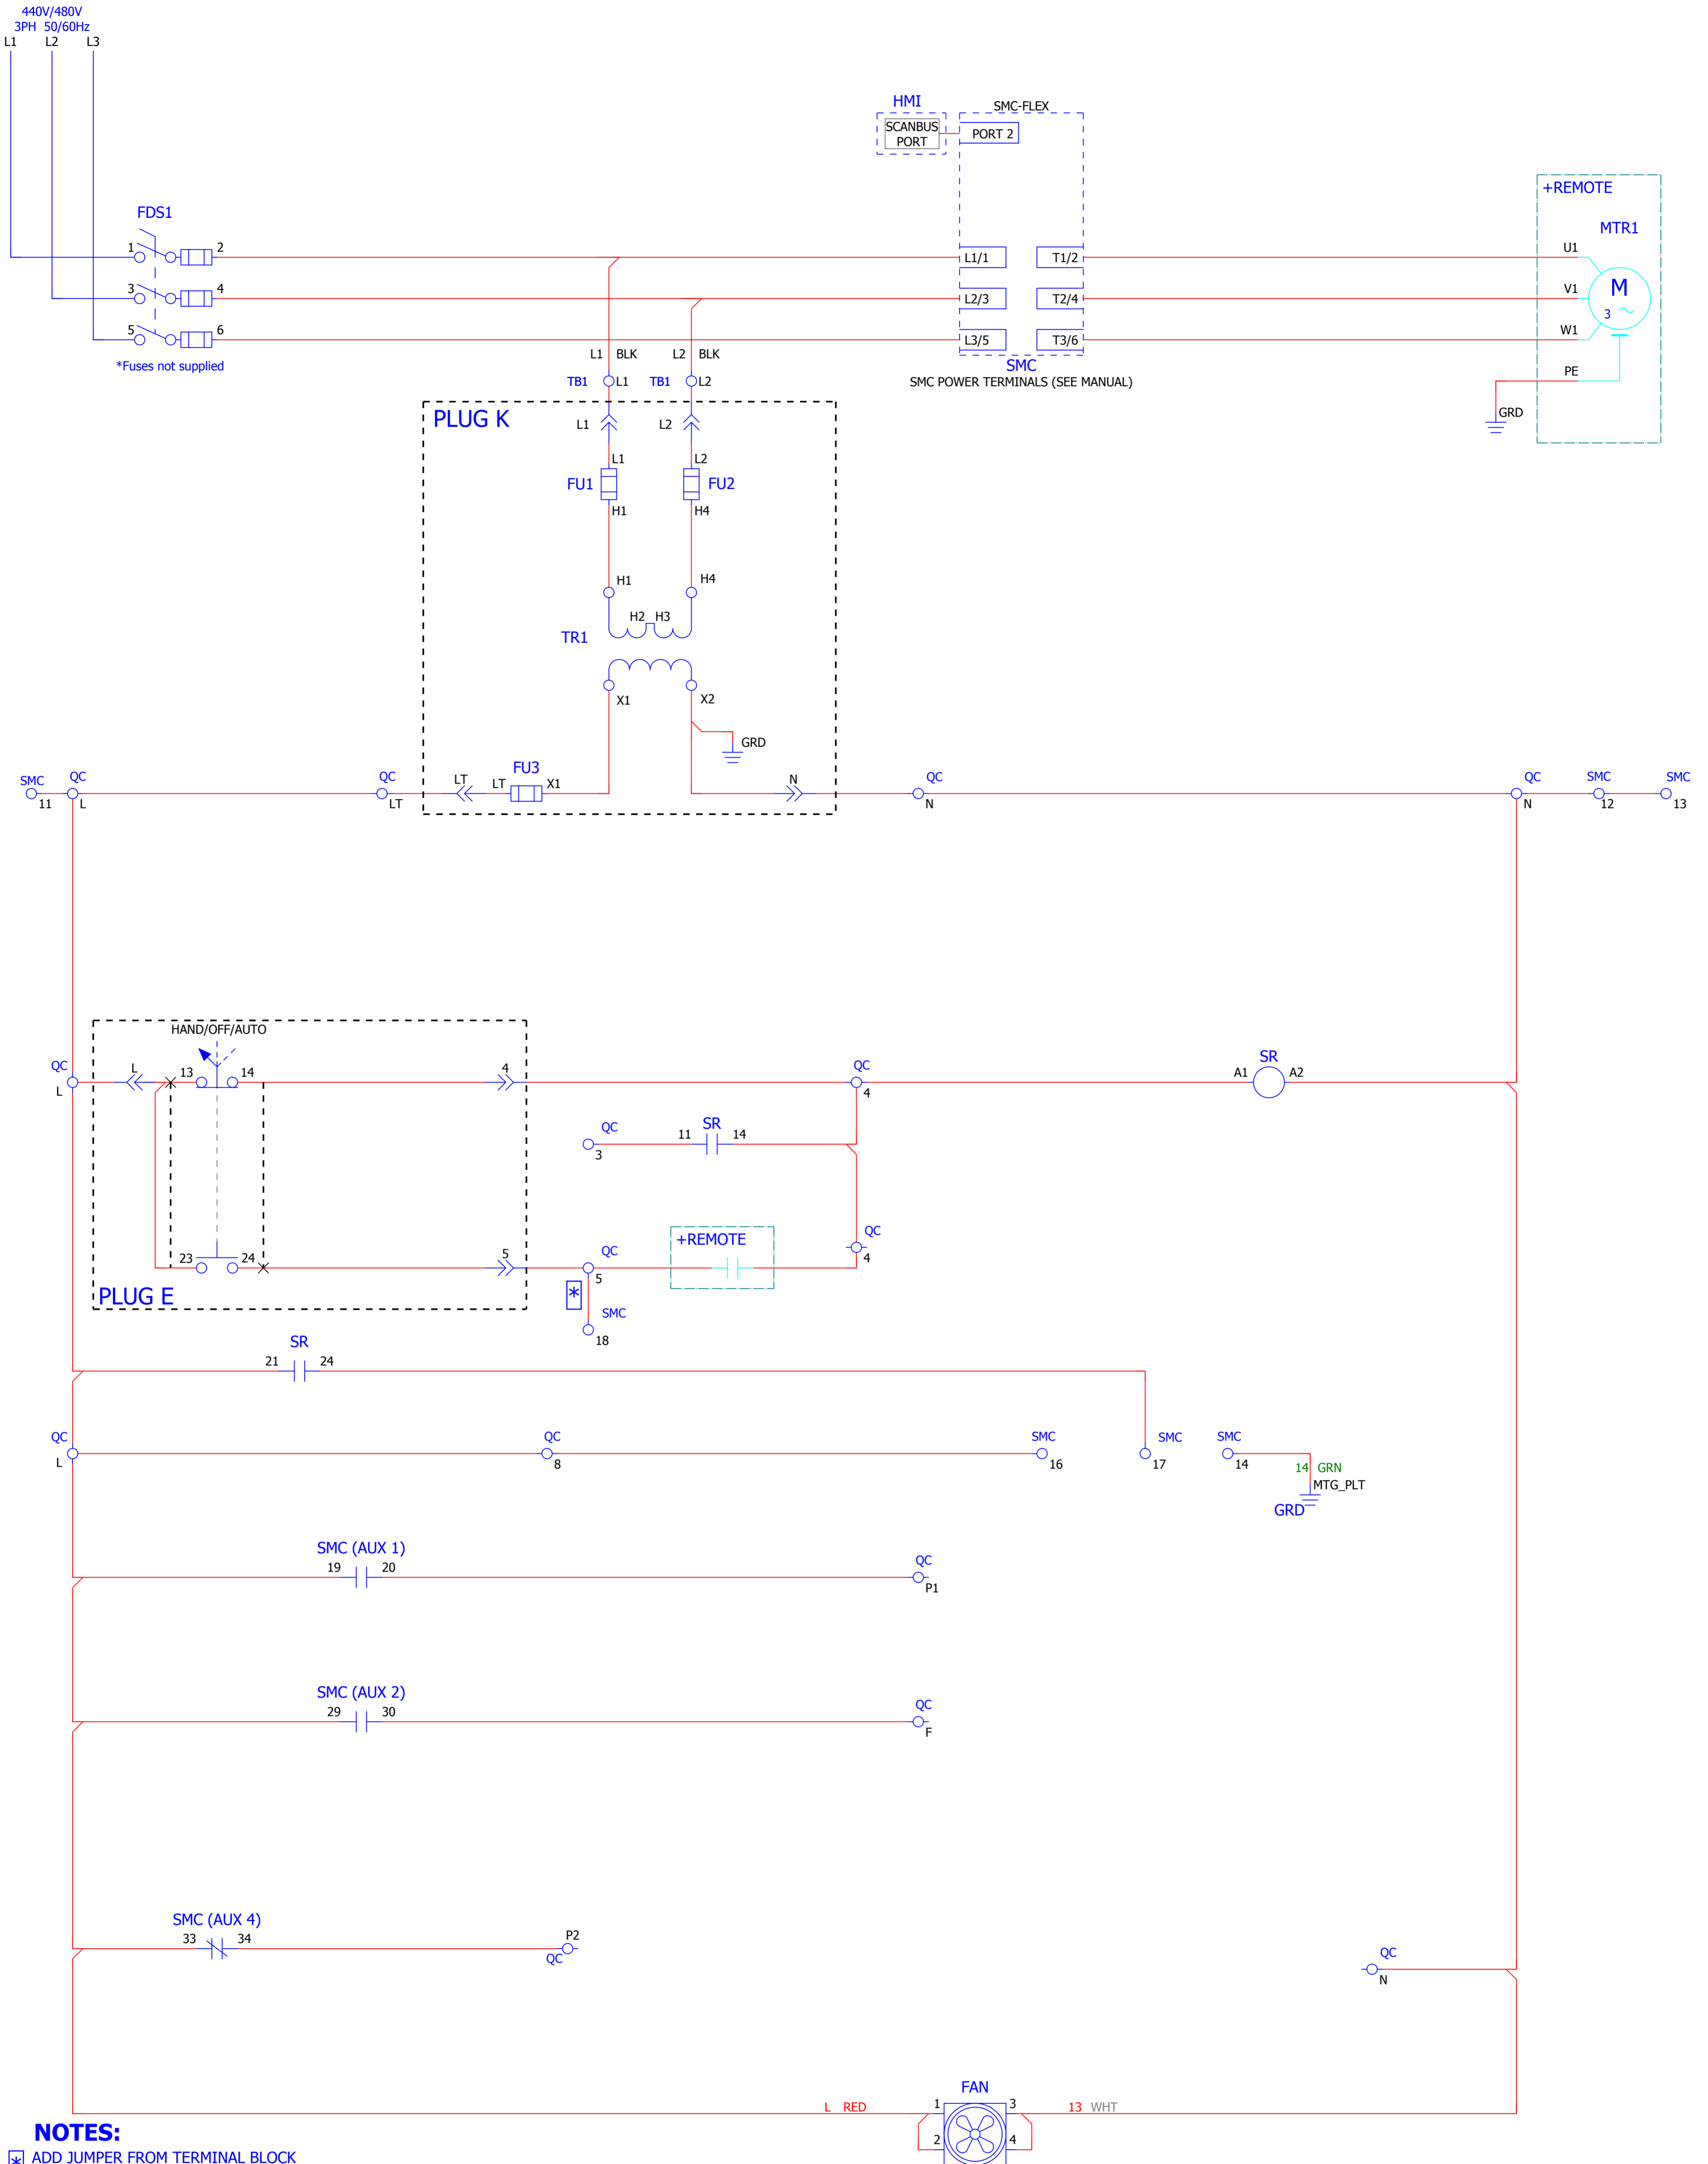 440V/480V
3PH 50/60Hz
L1 L2 L3
HMI
SMC-FLEX
SCANBUS
PORT
PORT 2
+REMOTE
MTR1
FDS1
1 2
L1/1 T1/2
U1
3 4
L2/3 T2/4
V1
M
3
5 6
L3/5 T3/6
W1
*Fuses not supplied
L1 BLK L2 BLK
SMC
SMC POWER TERMINALS (SEE MANUAL)
PE
GRD
TB1 L1 TB1 L2
PLUG K
L1 L2
L1 L2
FU1 FU2
H1 H4
H1 H4
H2 H3
TR1
X1 X2
GRD
SMC QC QC LT LT FU3 X1 N QC QC SMC SMC
11 L LT N N 12 13
HAND/OFF/AUTO
QC L 13 14 4 QC SR
L 4 A1 A2
QC 11 SR 14
3
QC
4
+REMOTE
23 24 5 QC
5
PLUG E
*
SMC
18
SR
21 24
QC QC SMC SMC SMC
L 8 16 17 14
14 GRN
MTG_PLT
GRD
SMC (AUX 1)
19 20 QC
P1
SMC (AUX 2)
29 30 QC
F
SMC (AUX 4)
33 34 P2
QC
QC
N
FAN
L RED 1 3 13 WHT
2 4
NOTES:
* ADD JUMPER FROM TERMINAL BLOCK